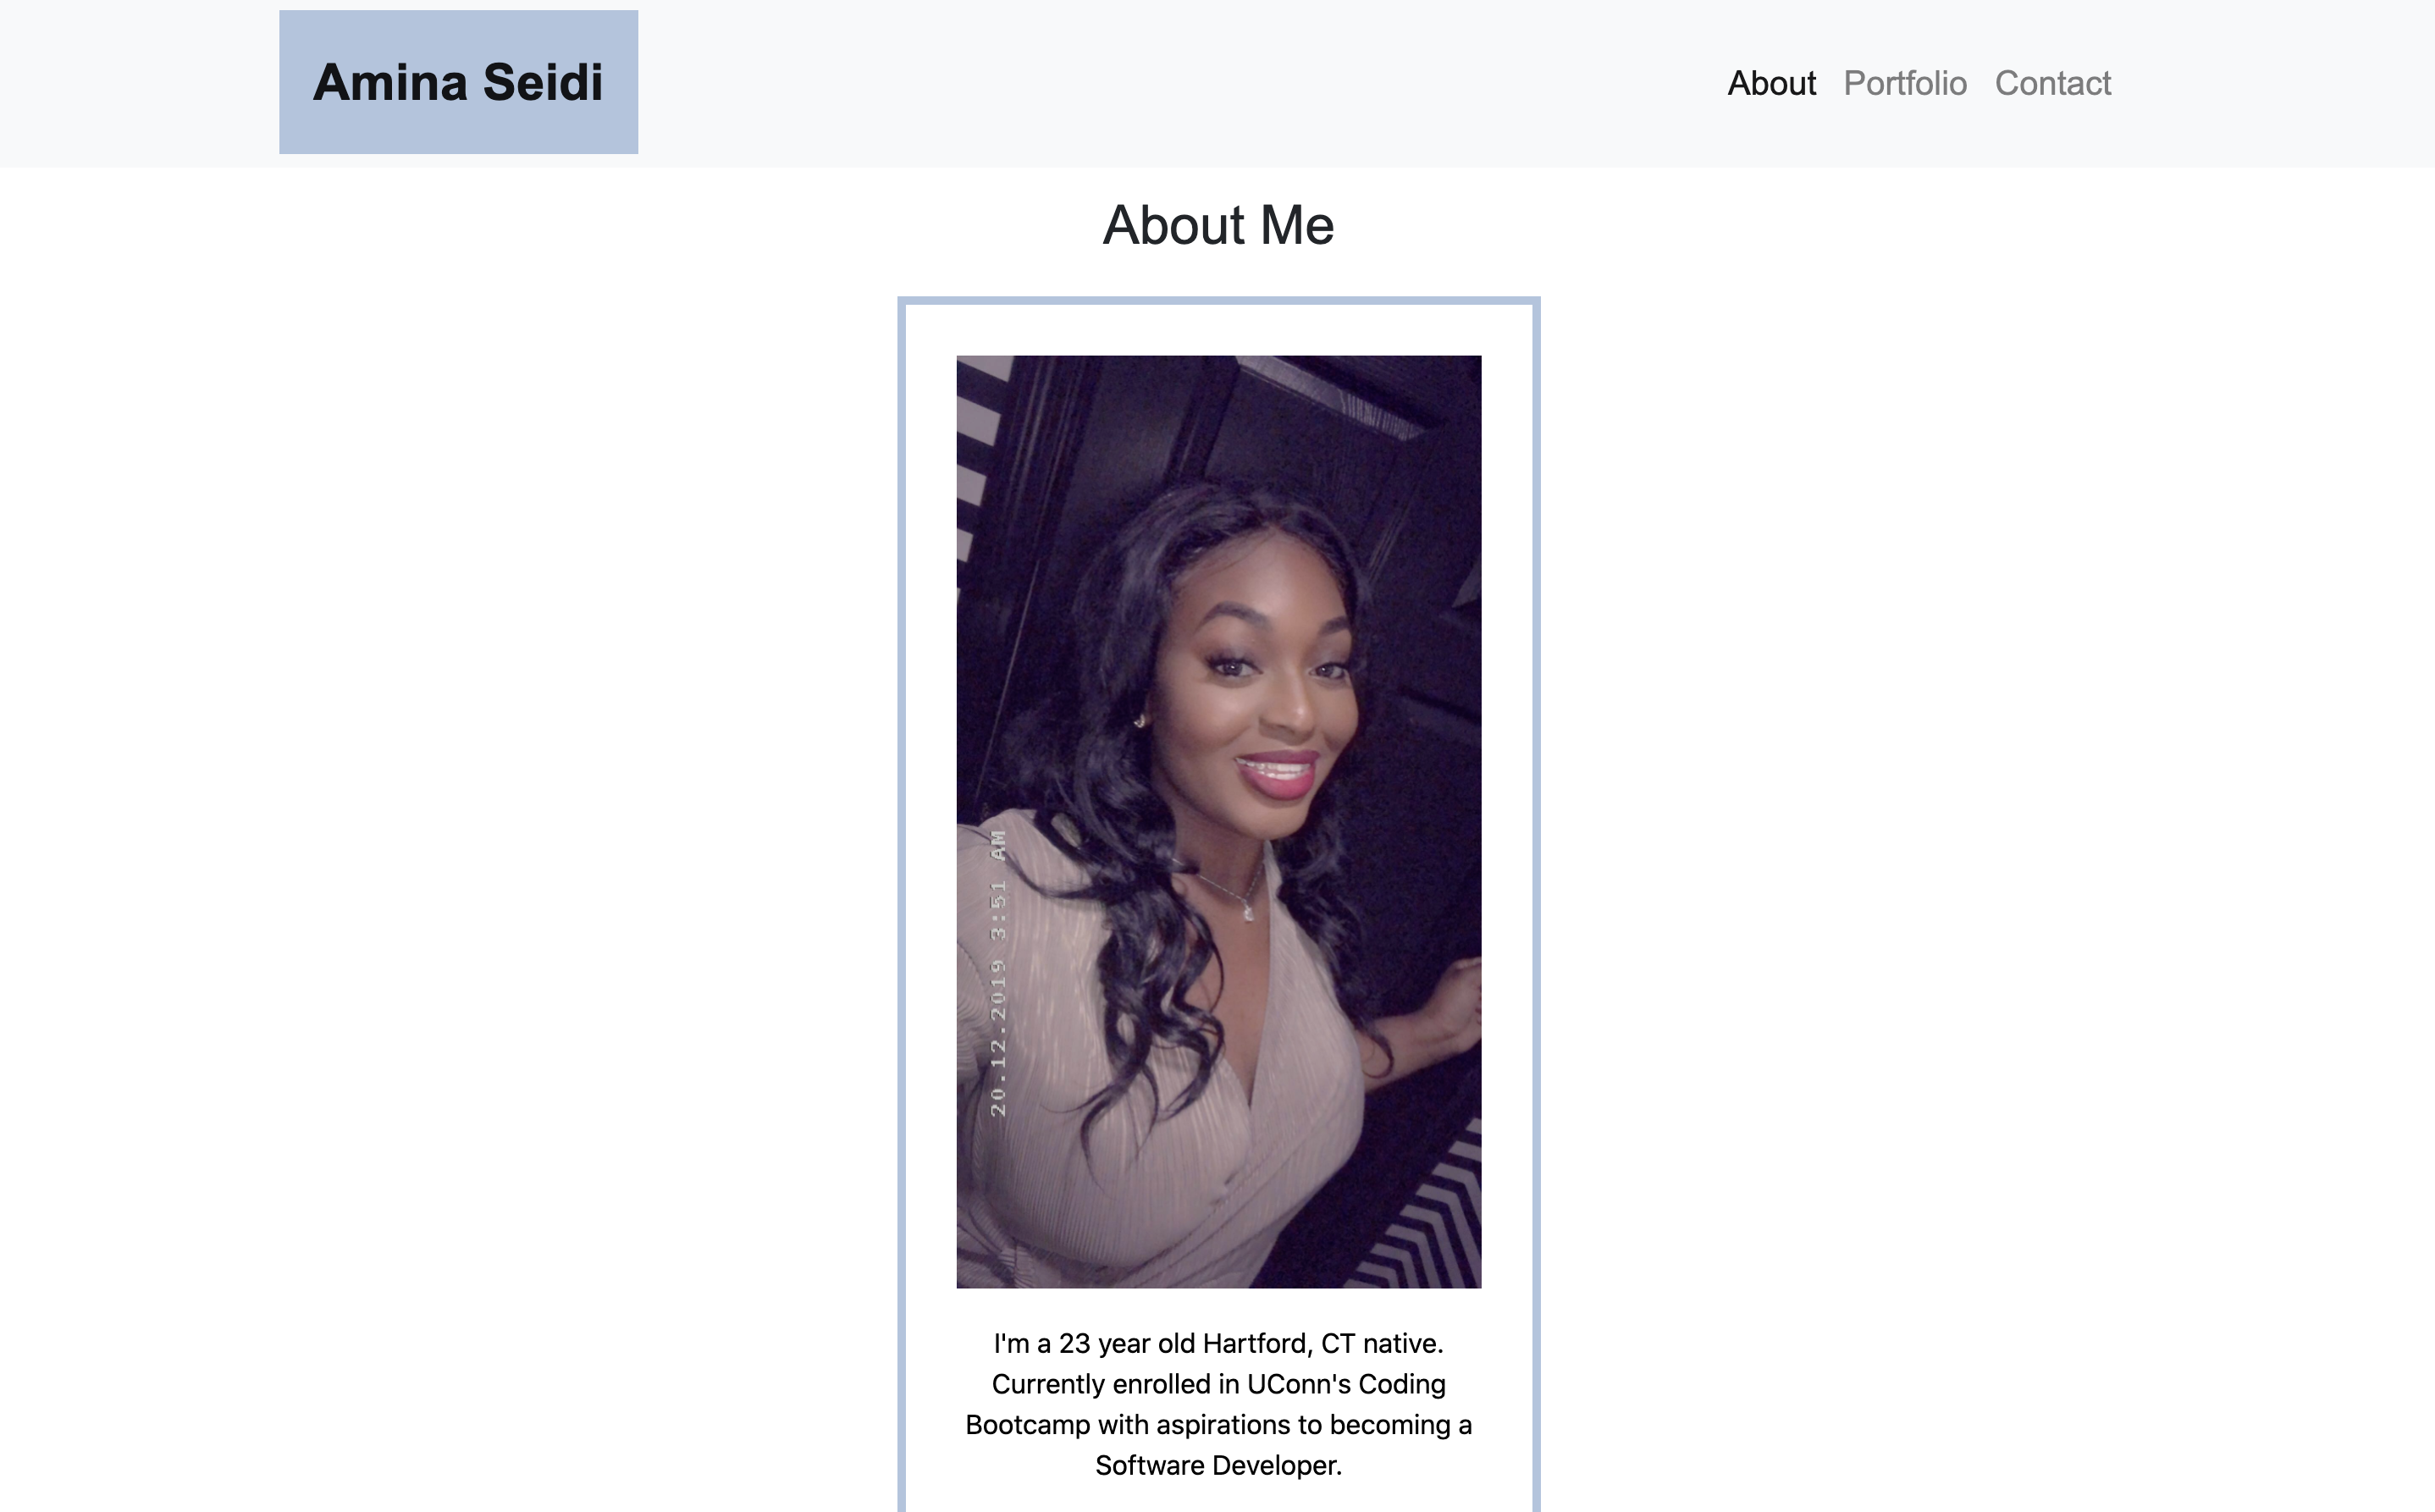 Amina Seidi
About Portfolio Contact
About Me
20.12.2019 3:51 AM
I'm a 23 year old Hartford, CT native.
Currently enrolled in UConn's Coding
Bootcamp with aspirations to becoming a
Software Developer.